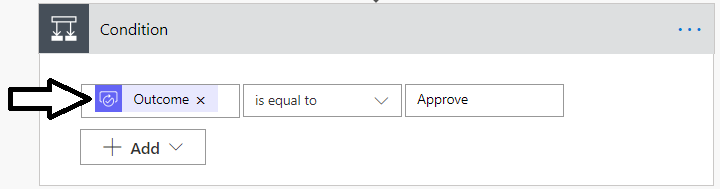 Condition
Outcome × is equal to Approve
+ Add